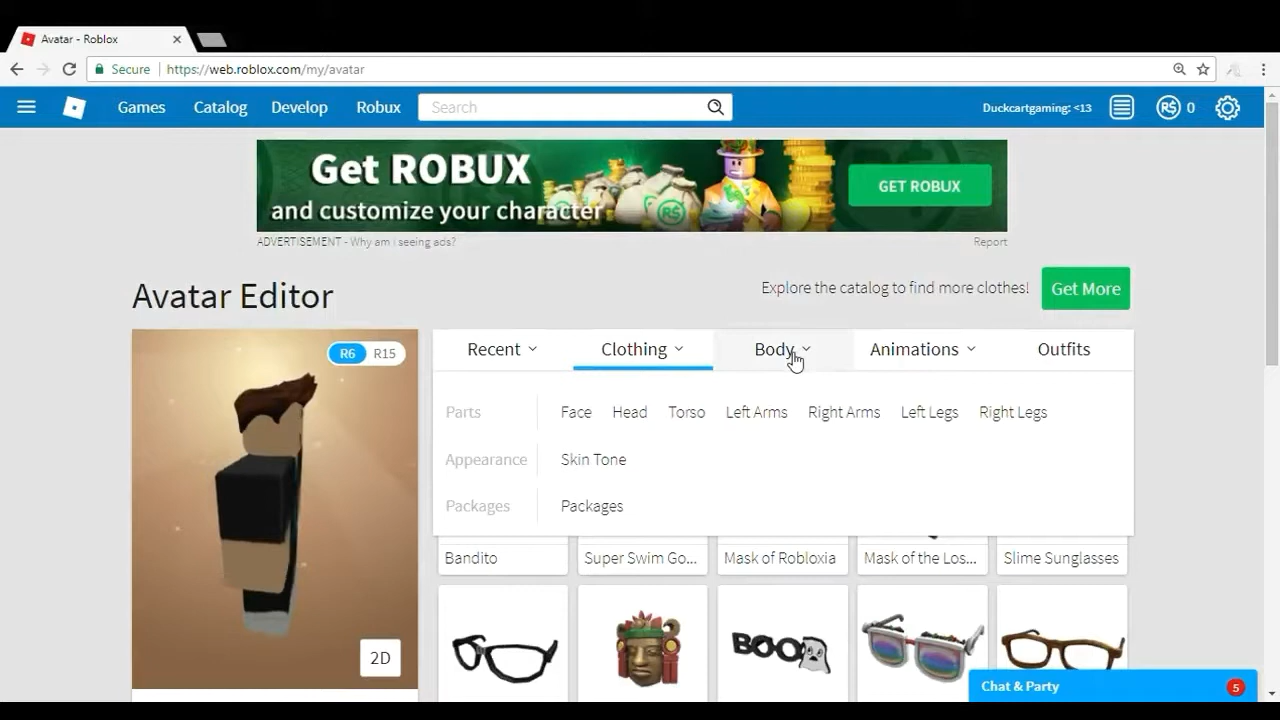 Avatar - Roblox
Secure https://web.roblox.com/my/avatar
Games Catalog Develop Robux Search Duckcartgaming: <13 R$ 0
Get ROBUX
and customize your character
GET ROBUX
ADVERTISEMENT - Why am I seeing ads? Report
Avatar Editor
Explore the catalog to find more clothes! Get More
R6 R15
Recent Clothing Body Animations Outfits
Parts Face Head Torso Left Arms Right Arms Left Legs Right Legs
Appearance Skin Tone
Packages Packages
Bandito Super Swim Go... Mask of Robloxia Mask of the Los... Slime Sunglasses
BOO
2D
Chat & Party 5